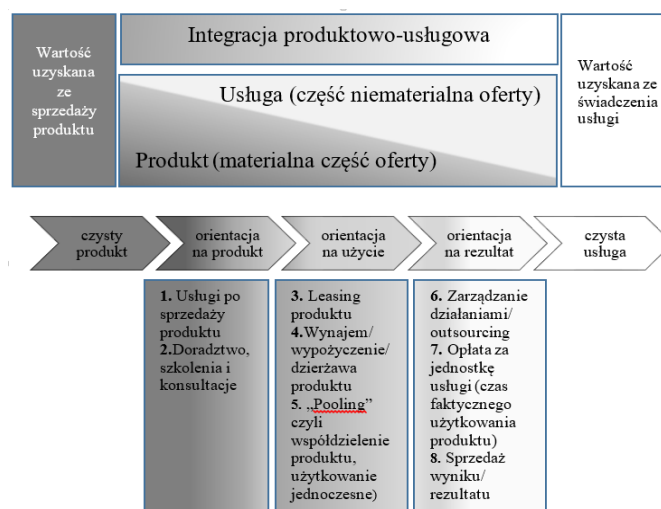 Wartość
uzyskana
ze
sprzedaży
produktu
Integracja produktowo-usługowa
Usługa (część niematerialna oferty)
Produkt (materialna część oferty)
Wartość
uzyskana ze
świadczenia
usługi
czysty
produkt
orientacja
na produkt
orientacja
na użycie
orientacja
na rezultat
czysta
usługa
1. Usługi po
sprzedaży
produktu
2.Doradztwo,
szkolenia i
konsultacje
3. Leasing
produktu
4.Wynajem/
wypożyczenie/
dzierżawa
produktu
5. „Pooling”
czyli
współdzielenie
produktu,
użytkowanie
jednoczesne)
6. Zarządzanie
działaniami/
outsourcing
7. Opłata za
jednostkę
usługi (czas
faktycznego
użytkowania
produktu)
8. Sprzedaż
wyniku/
rezultatu